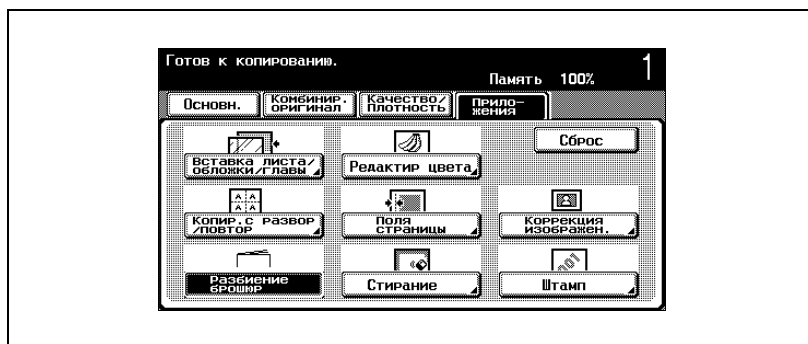 Готов к копированию.
Память 100% 1
Основн.
Комбинир.
оригинал
Качество/
плотность
Прило-
жения
Сброс
Вставка листа/
обложки/главы
Редактир цвета
Копир.с развор
/повтор
Поля
страницы
Коррекция
изображен.
Разбиение
брошюр
Стирание
Штамп